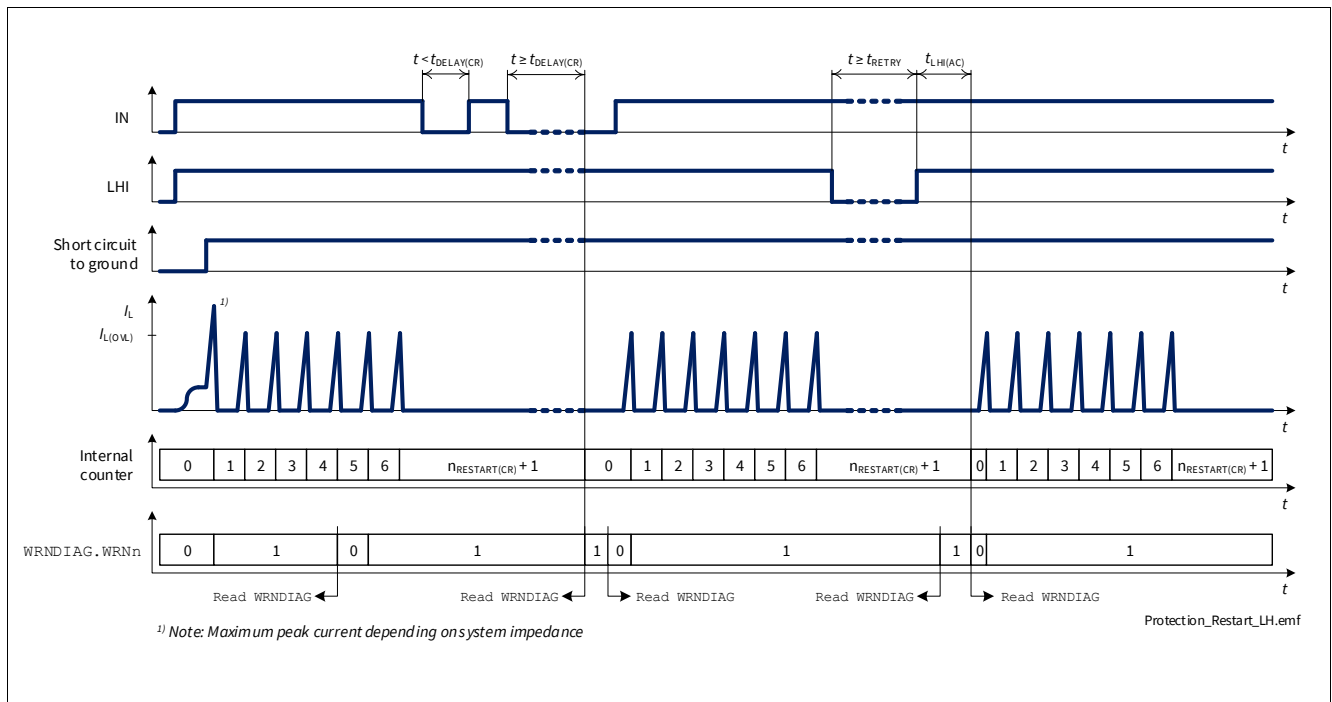 t < tDELAY(CR) t ≥ tDELAY(CR) t ≥ tRETRY tLHI(AC)
IN
t
LHI
t
Short circuit
to ground
t
1)
IL
IL(OVL)
t
Internal
counter
0 1 2 3 4 5 6 nRESTART(CR) + 1 0 1 2 3 4 5 6 nRESTART(CR) + 1 0 1 2 3 4 5 6 nRESTART(CR) + 1
t
WRNDIAG.WRNn
0 1 0 1 1 0 1 1 0 1
t
Read WRNDIAG Read WRNDIAG Read WRNDIAG Read WRNDIAG Read WRNDIAG
Protection_Restart_LH.emf
1) Note: Maximum peak current depending on system impedance